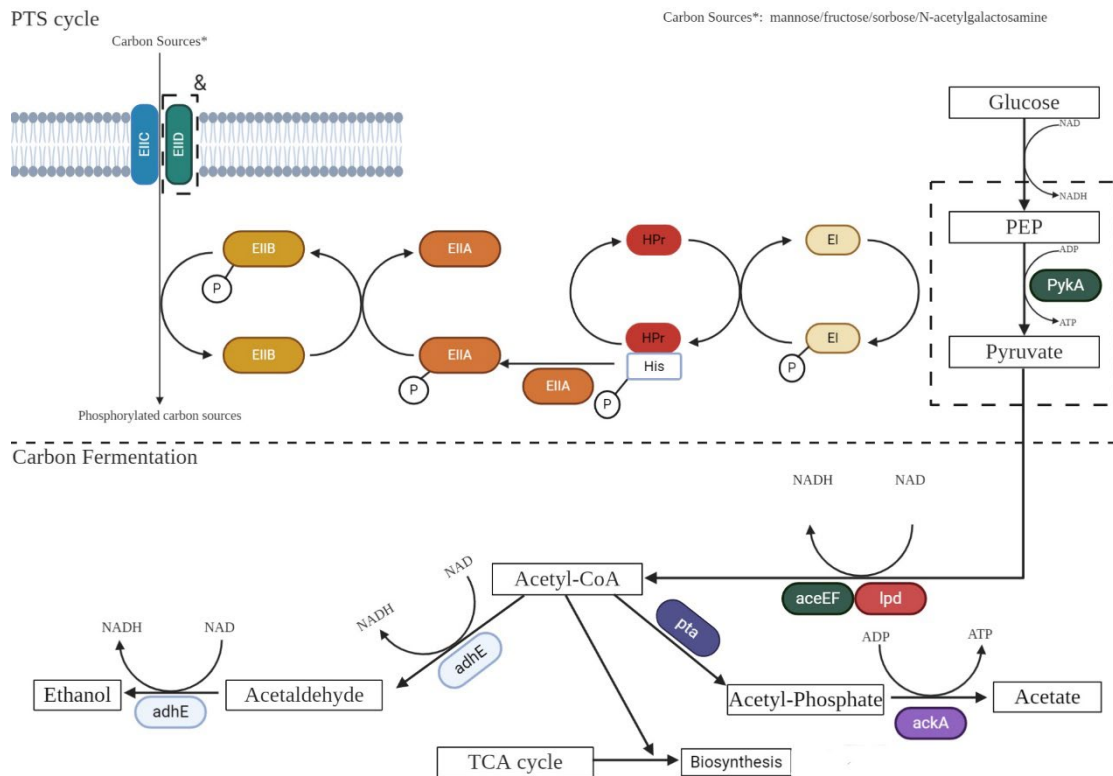 PTS cycle
Carbon Sources*: mannose/fructose/sorbose/N-acetylgalactosamine
Carbon Sources*
&
EIIC
EIID
Glucose
NAD
NADH
PEP
ADP
PykA
ATP
Pyruvate
EIIB
P
EIIA
HPr
EI
EIIB
EIIA
P
EIIA
HPr
His
P
EI
P
Phosphorylated carbon sources
Carbon Fermentation
NADH
NAD
Acetyl-CoA
aceEF
lpd
NAD
NADH
adhE
pta
NADH
NAD
Ethanol
adhE
Acetaldehyde
ADP
ATP
Acetyl-Phosphate
ackA
Acetate
TCA cycle
Biosynthesis